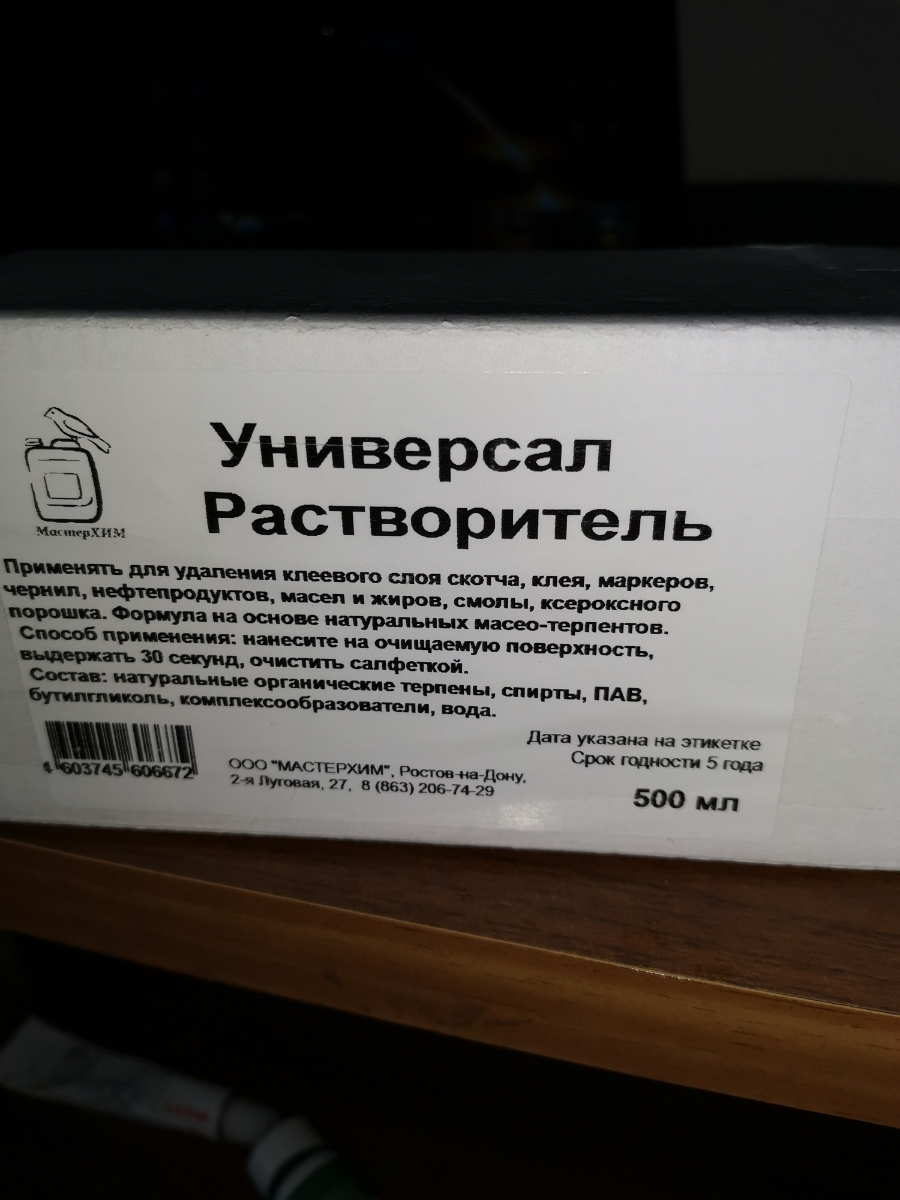 МастерХИМ
Универсал
Растворитель
Применять для удаления клеевого слоя скотча, клея, маркеров,
чернил, нефтепродуктов, масел и жиров, смолы, ксероксного
порошка. Формула на основе натуральных масео-терпентов.
Способ применения: нанесите на очищаемую поверхность,
выдержать 30 секунд, очистить салфеткой.
Состав: натуральные органические терпены, спирты, ПАВ,
бутилгликоль, комплексообразователи, вода.
Дата указана на этикетке
Срок годности 5 года
4 603745 606672
ООО "МАСТЕРХИМ", Ростов-на-Дону,
2-я Луговая, 27, 8 (863) 206-74-29
500 мл